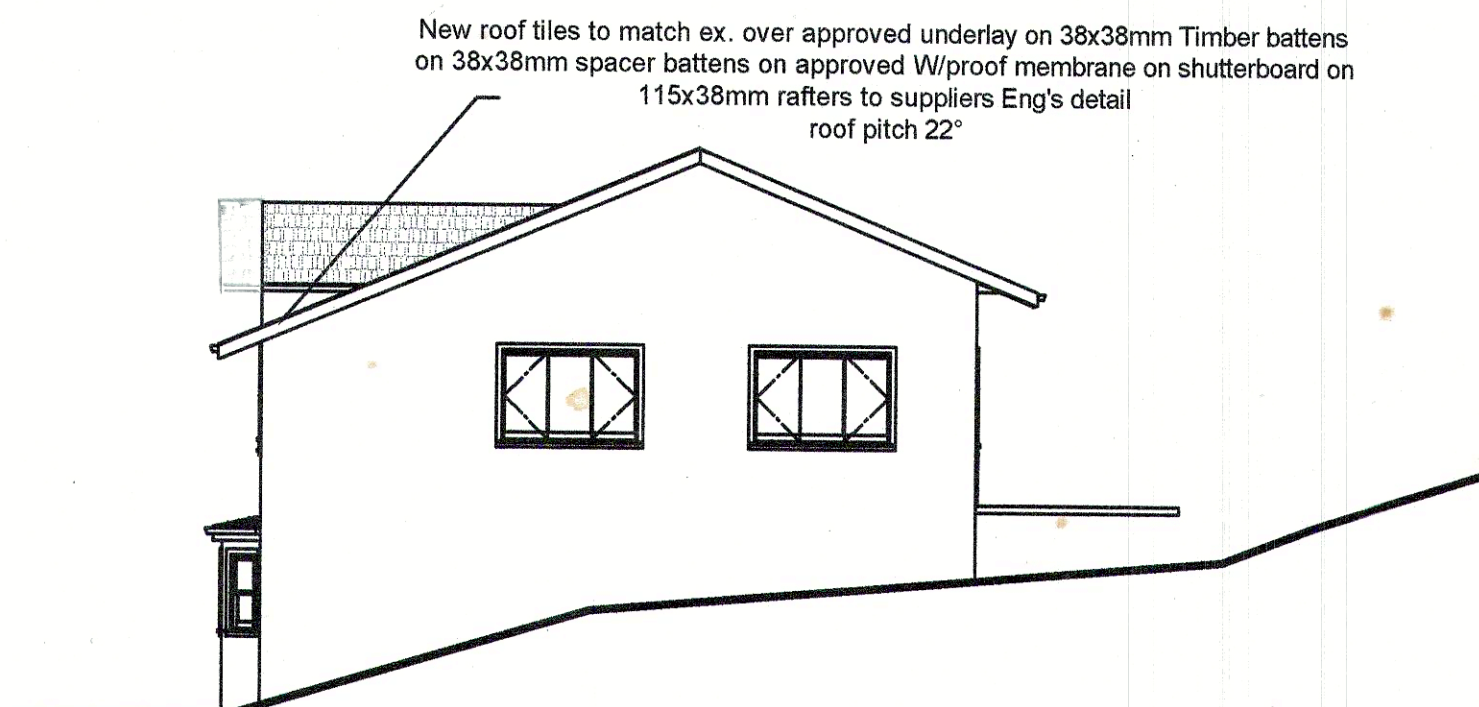 New roof tiles to match ex. over approved underlay on 38x38mm Timber battens
on 38x38mm spacer battens on approved W/proof membrane on shutterboard on
115x38mm rafters to suppliers Eng's detail
roof pitch 22°